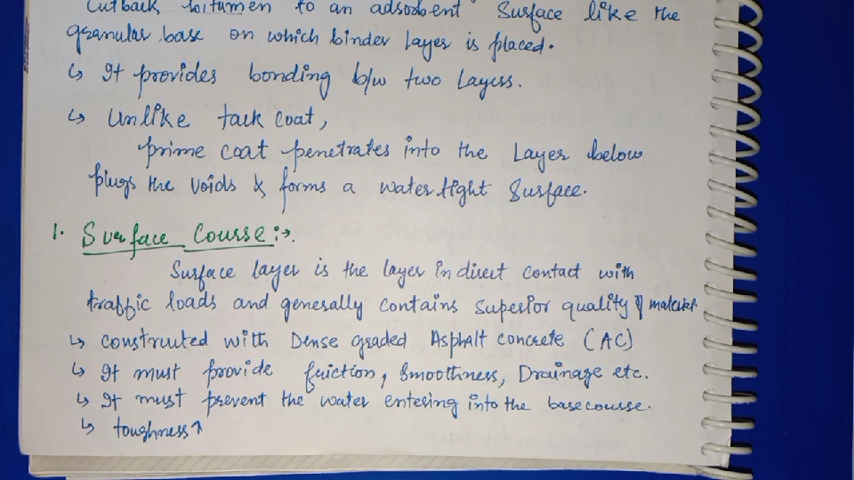 Cutback bitumen to an adsorbent Surface like the
granular base on which binder Layer is placed.
↳ It provides bonding b/w two Layers.
↳ Unlike tack coat,
prime coat penetrates into the Layer below
plugs the voids & forms a water tight Surface.
1. Surface Course:→.
Surface layer is the layer in direct contact with
traffic loads and generally contains superior quality of material
↳ constructed with Dense graded Asphalt concrete (AC)
↳ It must provide friction, Smoothness, Drainage etc.
↳ It must prevent the water entering into the basecourse.
↳ toughness↑